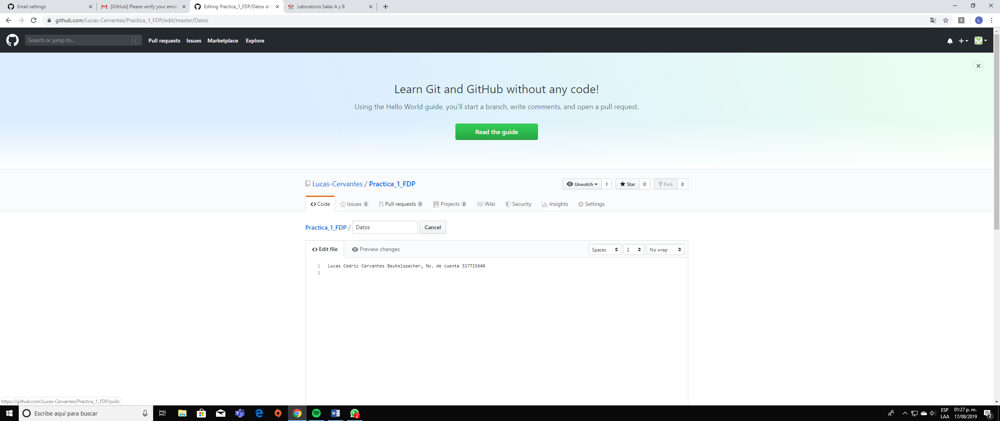 Email settings
[GitHub] Please verify your email
Editing Practica_1_FDP/Datos at
Laboratorio Salas A y B
github.com/Lucas-Cervantes/Practica_1_FDP/edit/master/Datos
9
L
Search or jump to...
/
Pull requests
Issues
Marketplace
Explore
Learn Git and GitHub without any code!
Using the Hello World guide, you’ll start a branch, write comments, and open a pull request.
Read the guide
Lucas-Cervantes / Practica_1_FDP
Unwatch 1
Star 0
Fork 0
Code
Issues 0
Pull requests 0
Projects 0
Wiki
Security
Insights
Settings
Practica_1_FDP / Datos
Cancel
Edit file
Preview changes
Spaces
2
No wrap
1 Lucas Cedric Cervantes Beutelspacher, No. de cuenta 317715640
2
https://github.com/Lucas-Cervantes/Practica_1_FDP/pulls
Escribe aquí para buscar
2
ESP
LAA
01:27 p. m.
17/08/2019
2